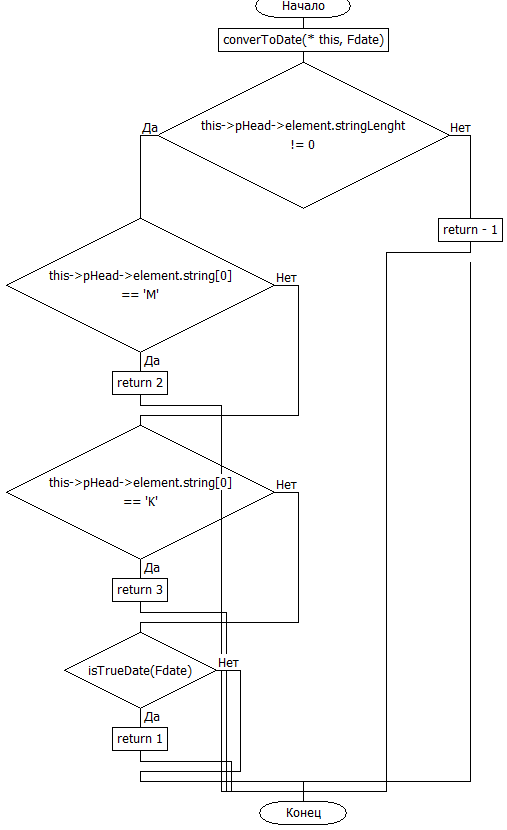 Начало
converToDate(* this, Fdate)
this->pHead->element.stringLenght
!= 0
Да
Нет
return - 1
this->pHead->element.string[0]
== 'M'
Нет
Да
return 2
this->pHead->element.string[0]
== 'K'
Нет
Да
return 3
isTrueDate(Fdate)
Нет
Да
return 1
Конец